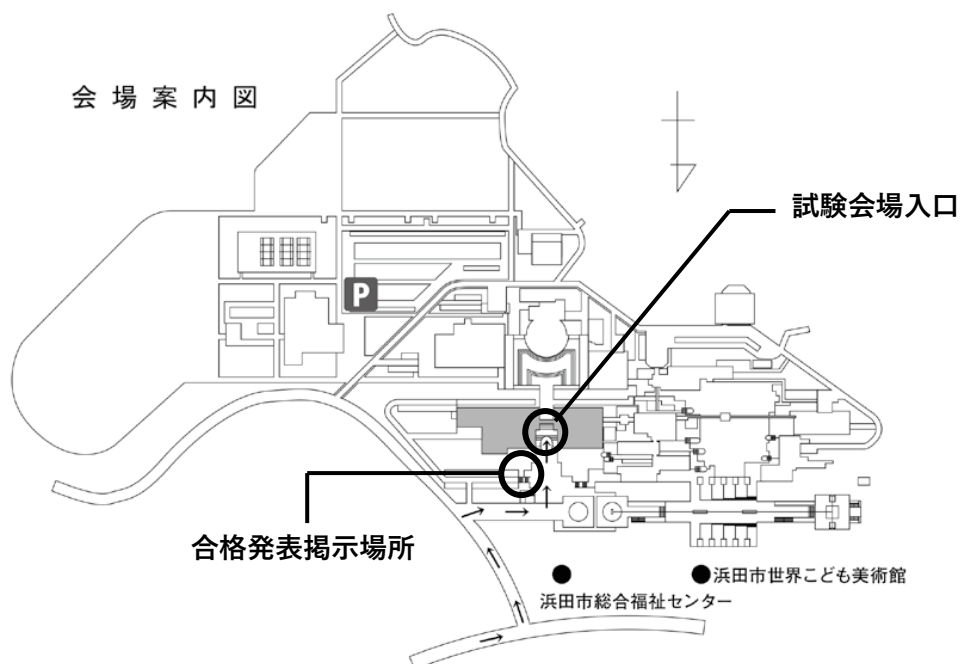 会場案内図
試験会場入口
P
合格発表掲示場所
浜田市世界こども美術館
浜田市総合福祉センター